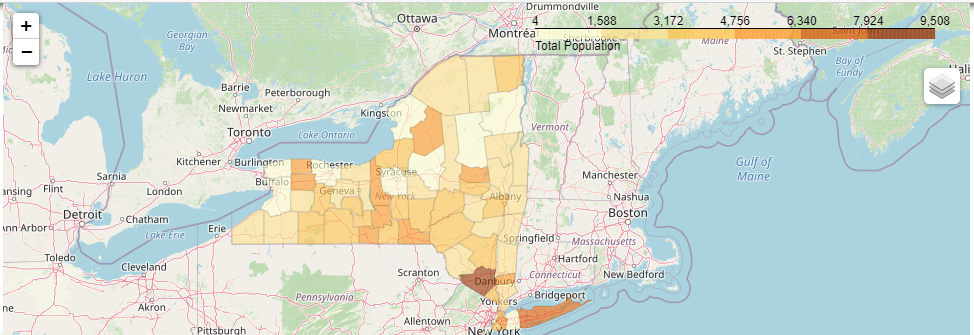 +
−
Drummondville
Ottawa
Montréal
4 1,588 3,172 4,756 6,340 7,924 9,508
Total Population
Sherbrooke
Maine
Saint John
St. Stephen
Georgian
Bay
Bay of
Fundy
Lake Huron
Barrie
Peterborough
Newmarket
Kingston
Toronto
Lake Ontario
Vermont
Kitchener
Burlington
Rochester
Syracuse
Gulf of
Maine
Sarnia
London
Buffalo
Geneva
New York
Albany
Manchester
Flint
Nashua
Detroit
Chatham
Boston
Lake Erie
Erie
Springfield
Massachusetts
Toledo
Cleveland
Scranton
Hartford
Danbury
Connecticut
New Bedford
Akron
Pennsylvania
Yonkers
Bridgeport
Pittsburgh
Allentown
New York